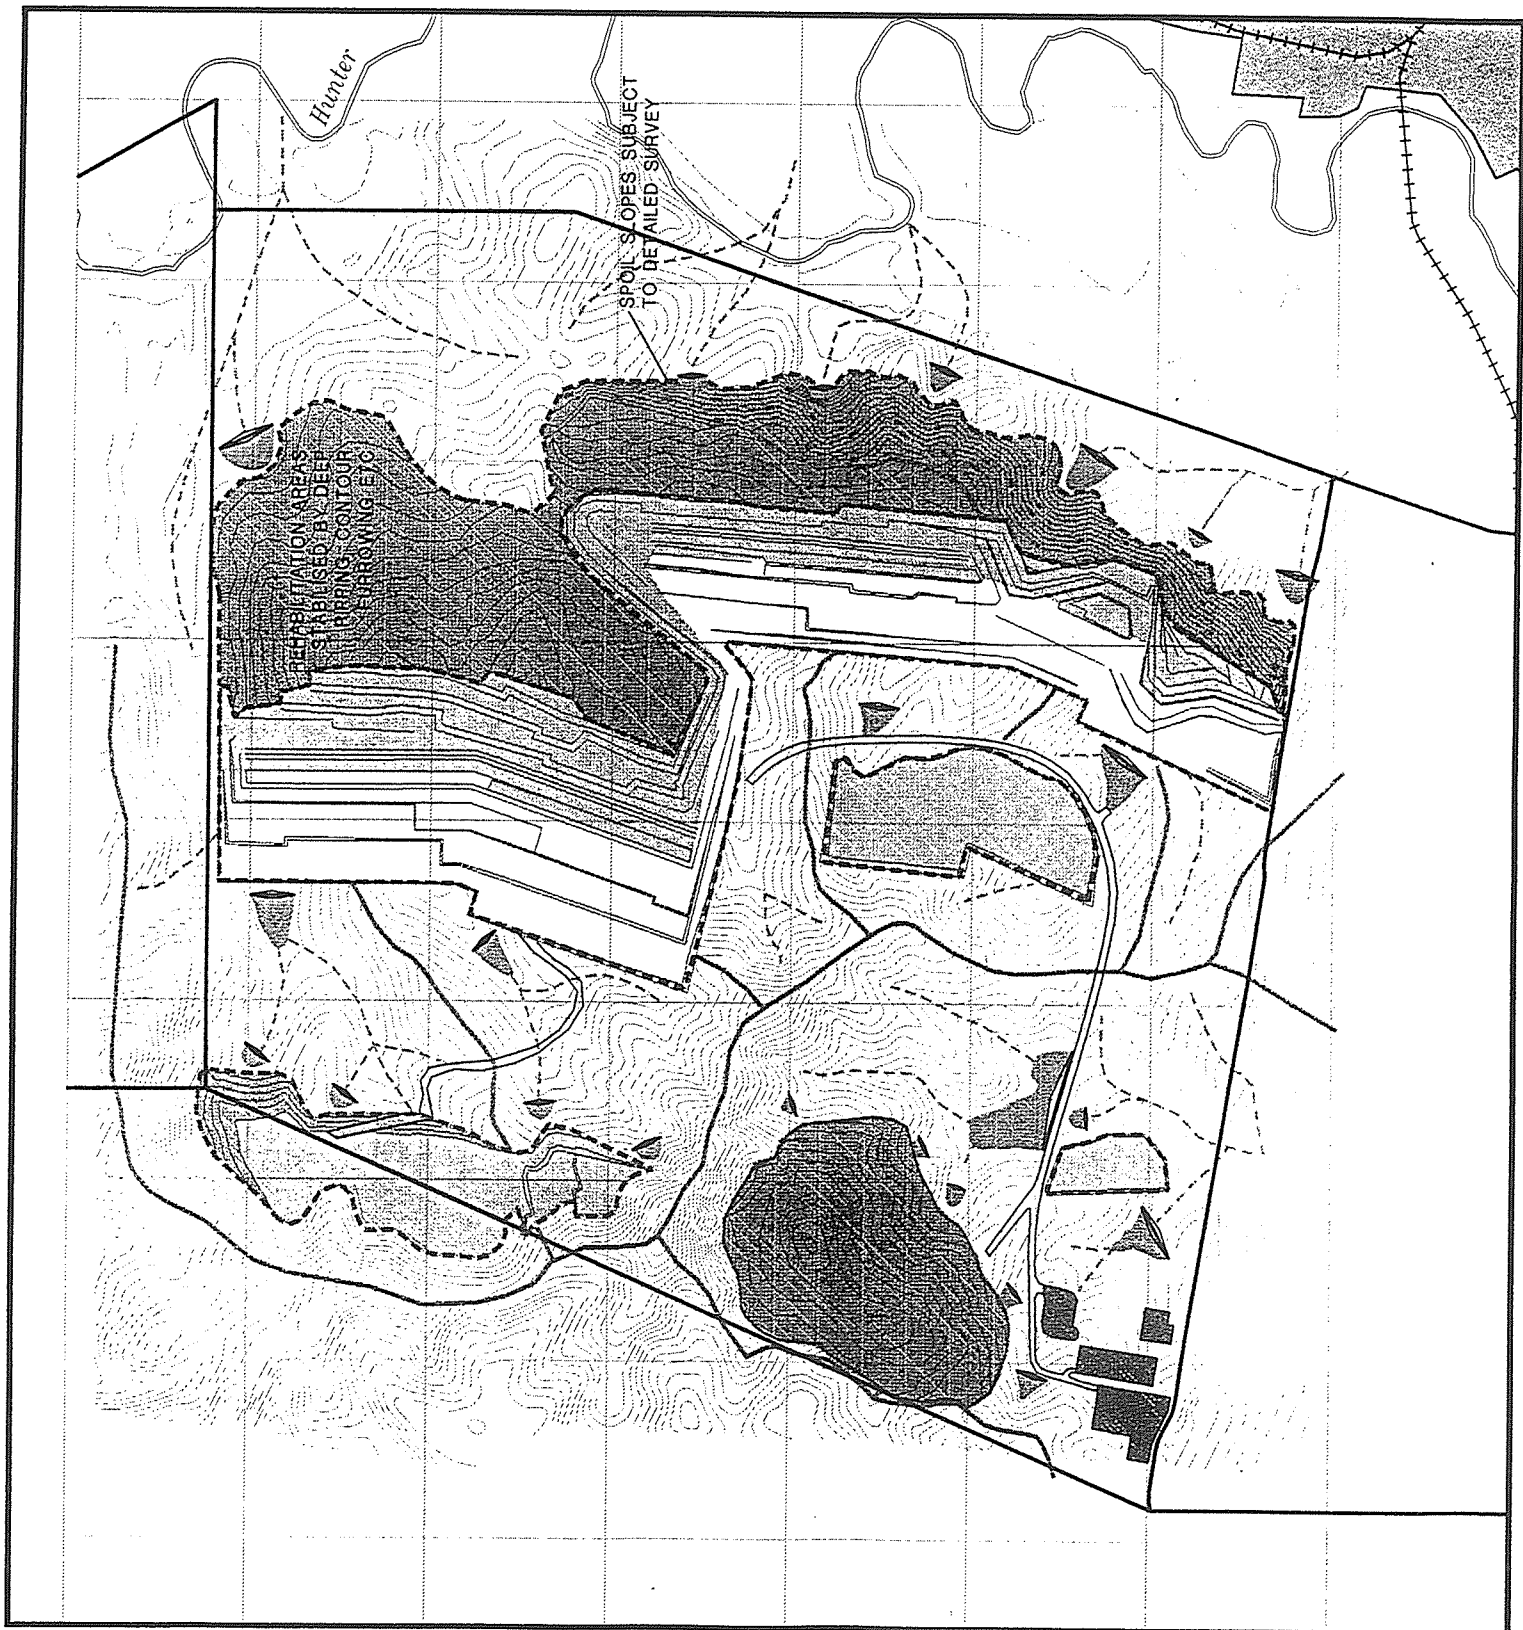 Hunter
SPOIL SLOPES SUBJECT
TO DETAILED SURVEY
REHABILITATION AREAS
STABILISED BY DEEP
RIPPING, CONTOUR
FURROWING ETC